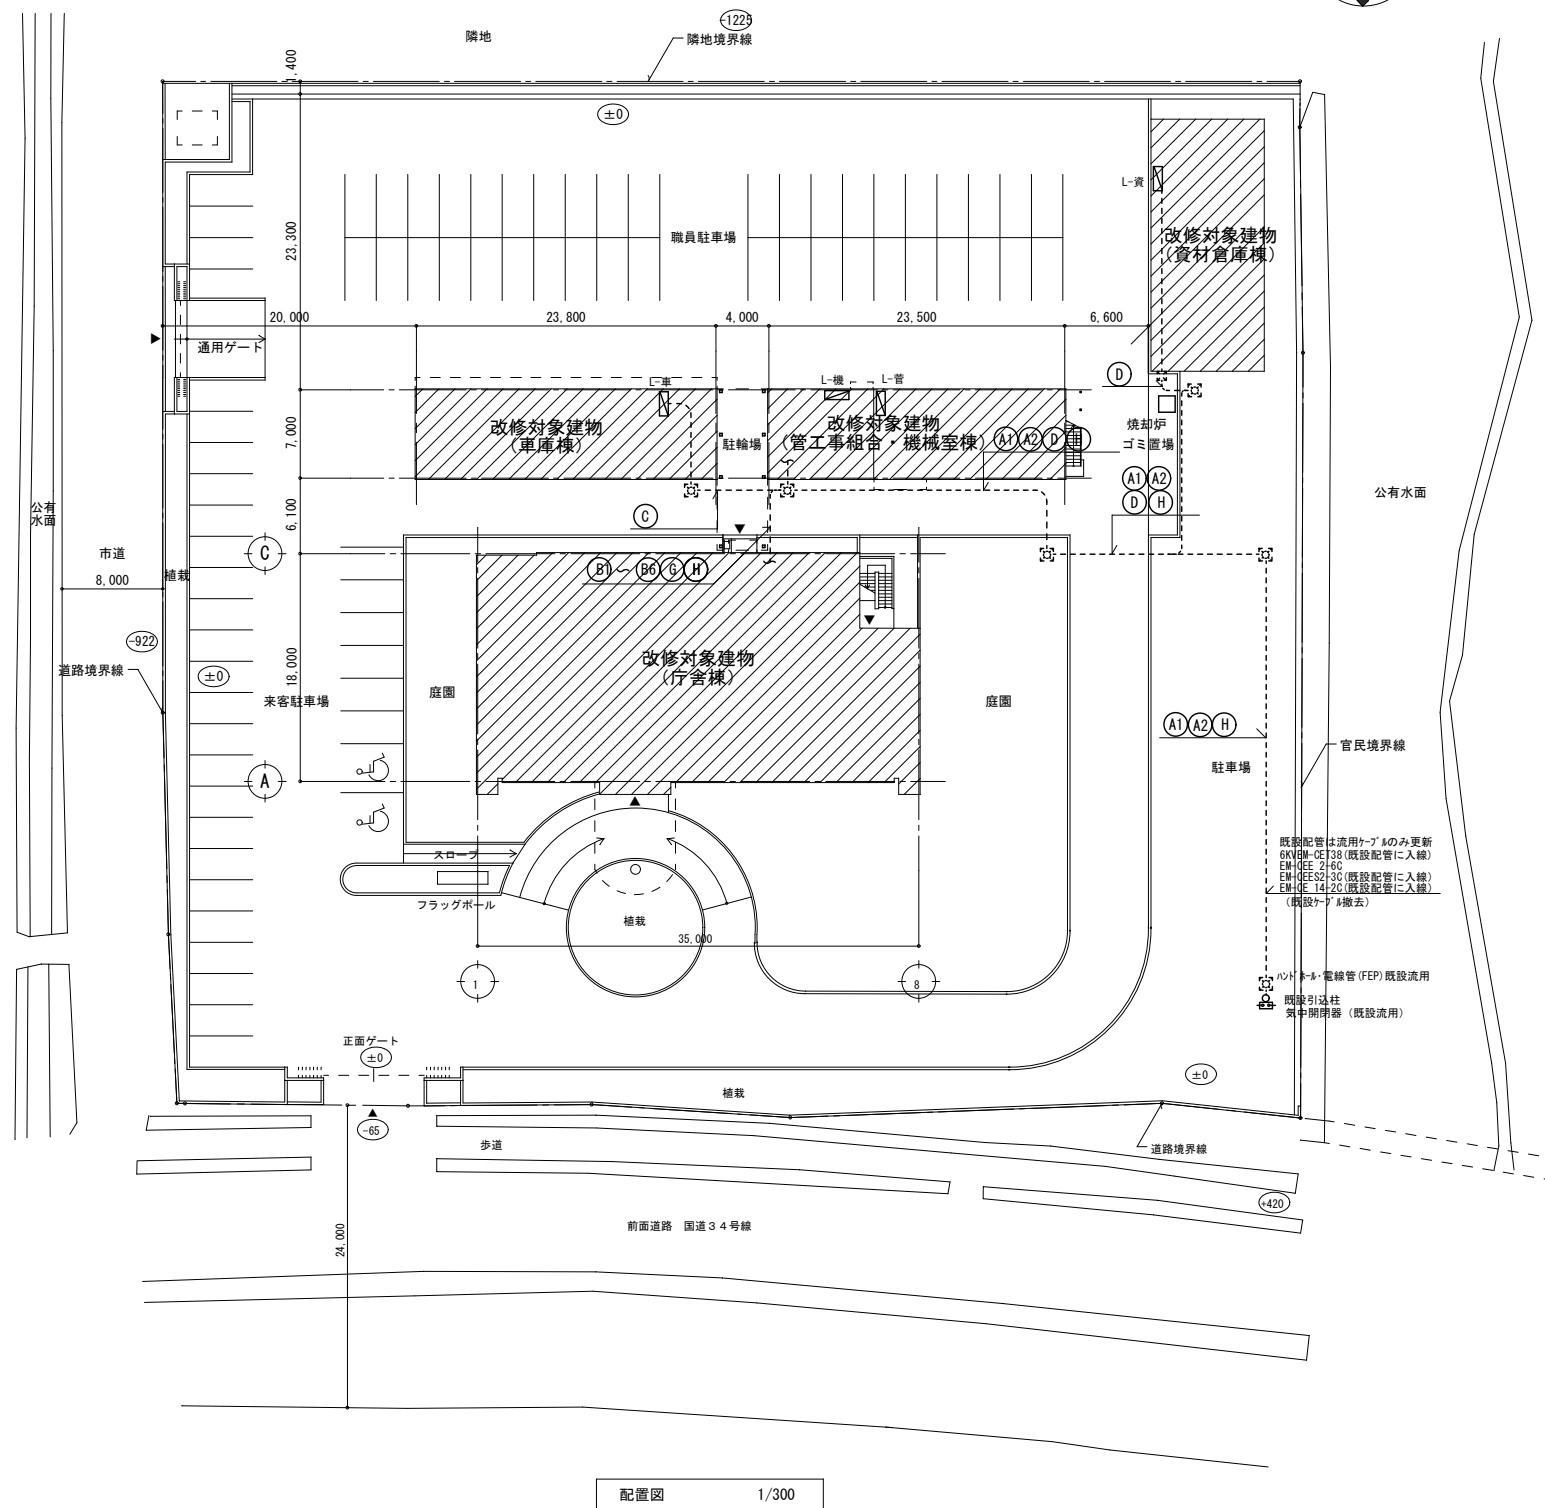 -1225
隣地
隣地境界線
1,400
±0
L-資
23,300
職員駐車場
改修対象建物
(資材倉庫棟)
20,000
23,800
4,000
23,500
6,600
通用ゲート
L-車
L-機
L-菅
D
7,000
改修対象建物
(車庫棟)
駐輪場
改修対象建物
(管工事組合・機械室棟)
A1 A2 D
焼却炉
ゴミ置場
A1 A2
D H
公有水面
公有
水面
6,100
C
市道
8,000
植栽
C
B1 ~ B6 G H
-922
道路境界線
±0
18,000
来客駐車場
庭園
改修対象建物
(庁舎棟)
庭園
A1 A2 H
官民境界線
駐車場
A
スロープ
フラッグポール
植栽
35,000
既設配管は流用ケーブルのみ更新
6KVEM-CET38(既設配管に入線)
EM-CEE 2-6C
EM-CEES2-3C(既設配管に入線)
EM-CE 14-2C(既設配管に入線)
(既設ケーブル撤去)
1
8
ハンドホール・電線管(FEP)既設流用
既設引込柱
気中開閉器（既設流用）
正面ゲート
±0
±0
植栽
-65
歩道
道路境界線
+420
前面道路　国道３４号線
24,000
配置図 1/300